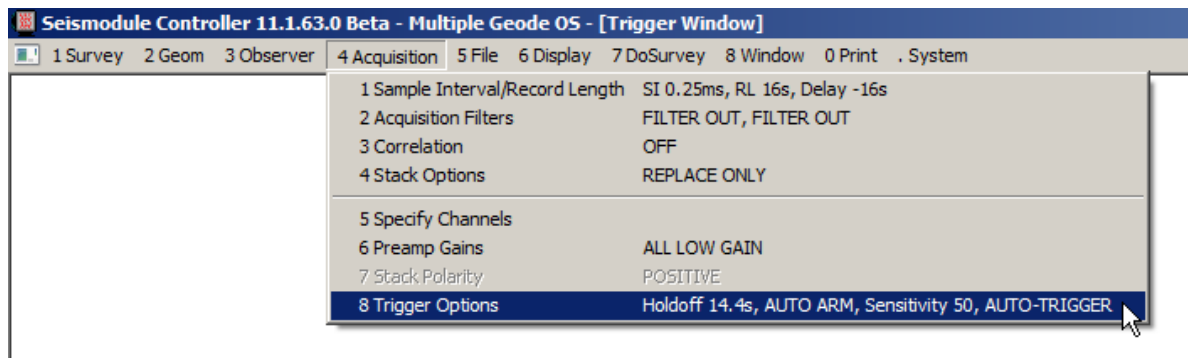 Seismodule Controller 11.1.63.0 Beta - Multiple Geode OS - [Trigger Window]
1 Survey 2 Geom 3 Observer 4 Acquisition 5 File 6 Display 7 DoSurvey 8 Window 0 Print . System
1 Sample Interval/Record Length SI 0.25ms, RL 16s, Delay -16s
2 Acquisition Filters FILTER OUT, FILTER OUT
3 Correlation OFF
4 Stack Options REPLACE ONLY
5 Specify Channels
6 Preamp Gains ALL LOW GAIN
7 Stack Polarity POSITIVE
8 Trigger Options Holdoff 14.4s, AUTO ARM, Sensitivity 50, AUTO-TRIGGER